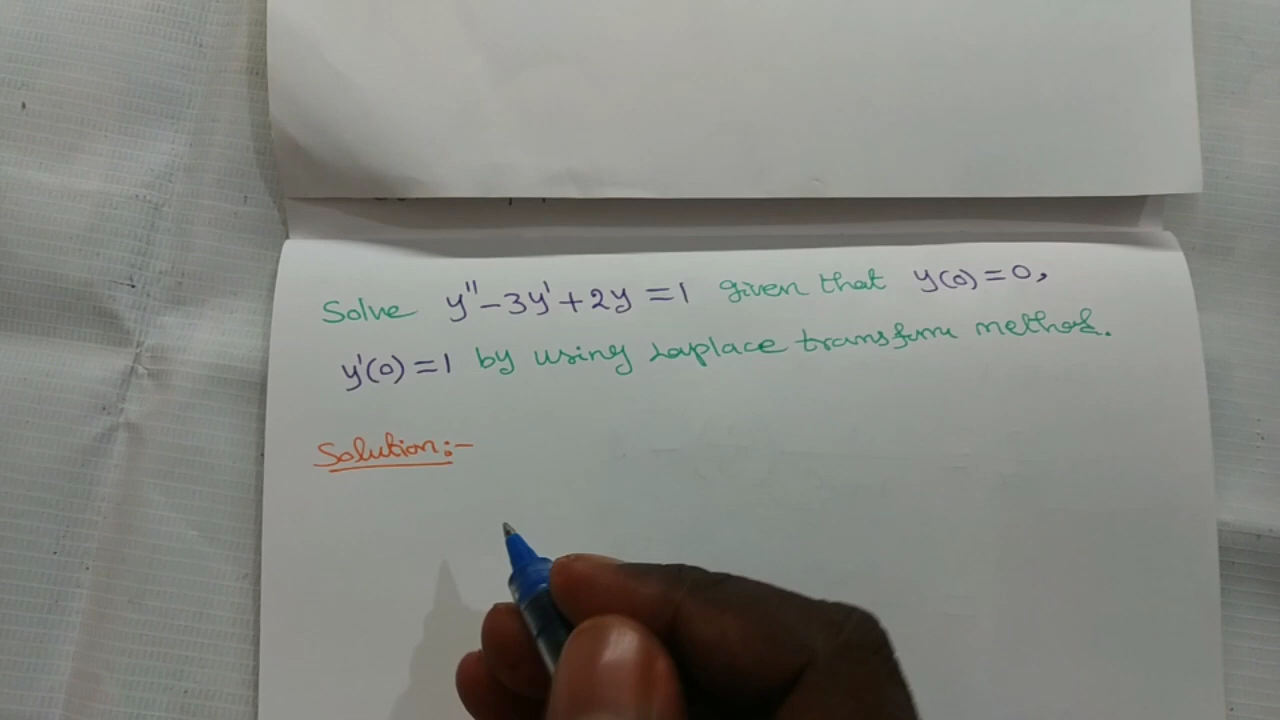 Solve y'' - 3y' + 2y = 1 given that y(0) = 0,
y'(0) = 1 by using Laplace transform method.
Solution:-